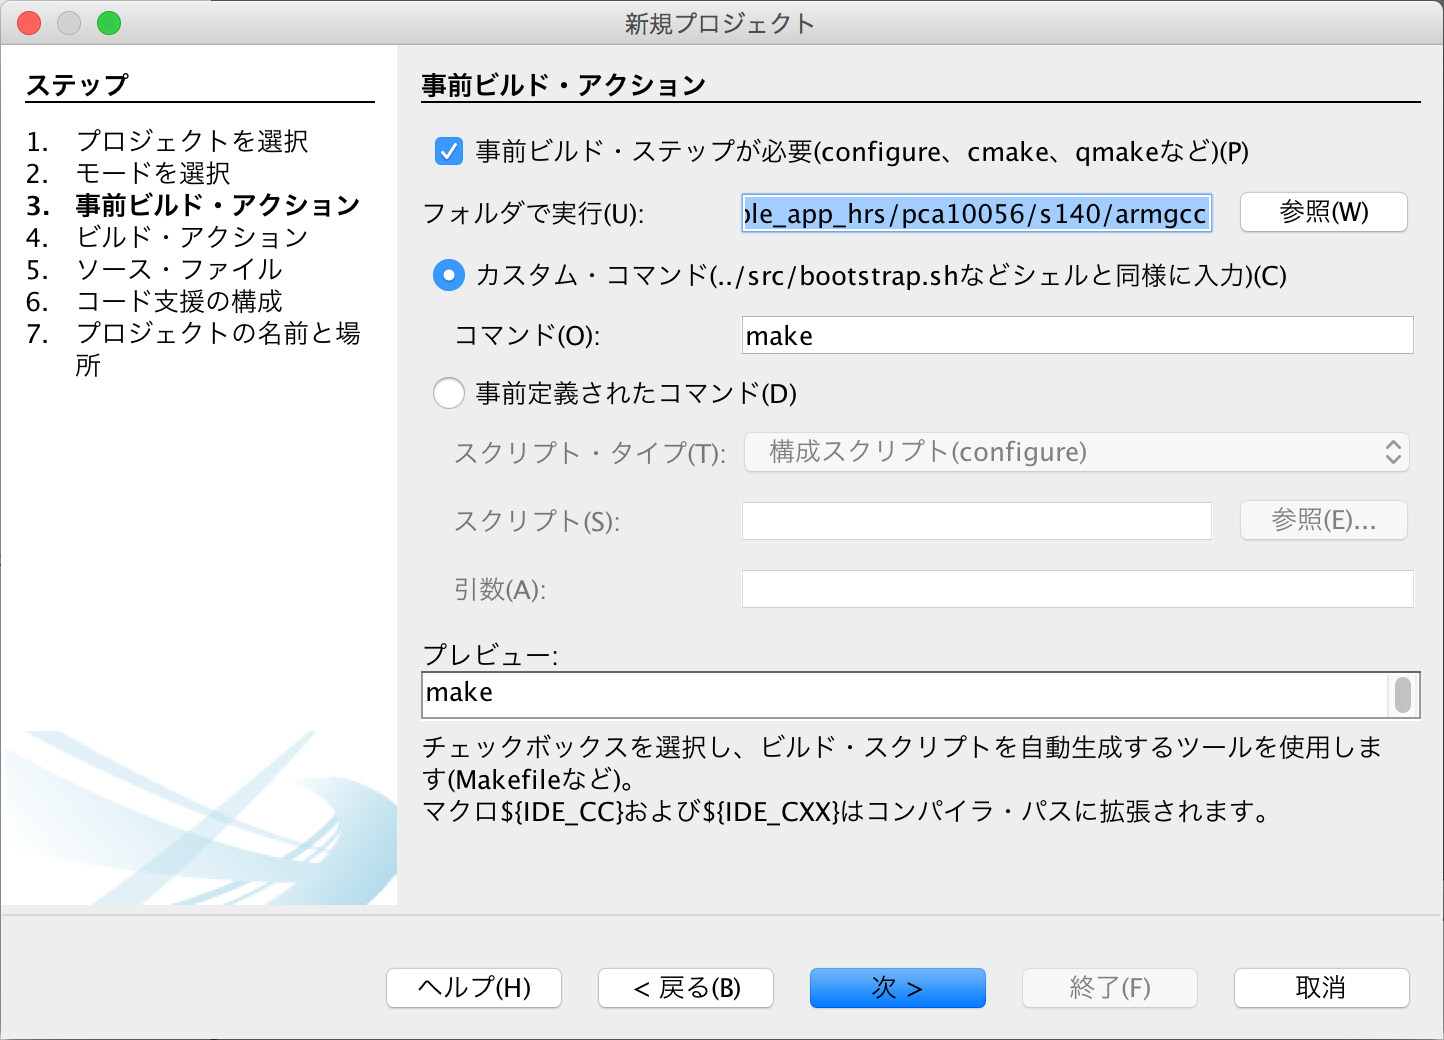 新規プロジェクト
ステップ
1. プロジェクトを選択
2. モードを選択
3. 事前ビルド・アクション
4. ビルド・アクション
5. ソース・ファイル
6. コード支援の構成
7. プロジェクトの名前と場
所
事前ビルド・アクション
事前ビルド・ステップが必要(configure、cmake、qmakeなど)(P)
フォルダで実行(U): ple_app_hrs/pca10056/s140/armgcc 参照(W)
カスタム・コマンド(../src/bootstrap.shなどシェルと同様に入力)(C)
コマンド(O): make
事前定義されたコマンド(D)
スクリプト・タイプ(T): 構成スクリプト(configure)
スクリプト(S): 参照(E)...
引数(A):
プレビュー:
make
チェックボックスを選択し、ビルド・スクリプトを自動生成するツールを使用しま
す(Makefileなど)。
マクロ${IDE_CC}および${IDE_CXX}はコンパイラ・パスに拡張されます。
ヘルプ(H) < 戻る(B) 次 > 終了(F) 取消